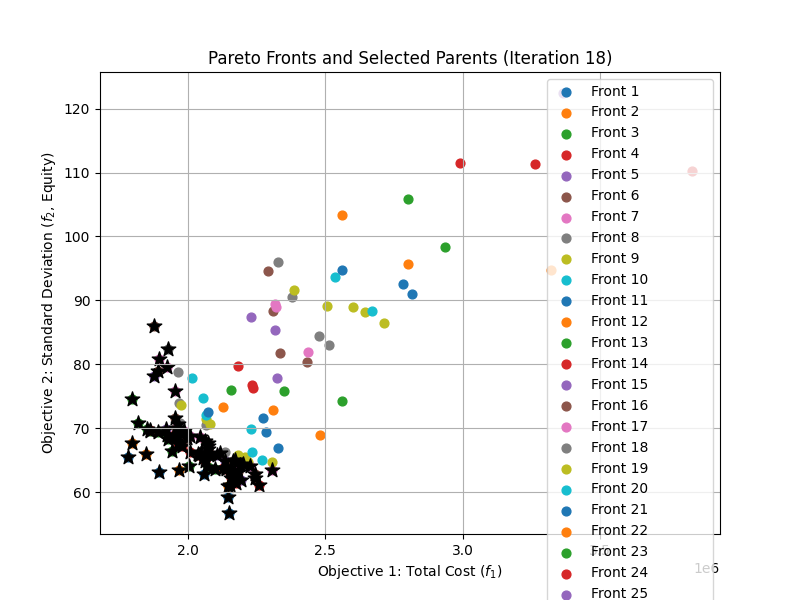 Pareto Fronts and Selected Parents (Iteration 18)
Objective 2: Standard Deviation (f₂, Equity)
120
110
100
90
80
70
60
Front 1
Front 2
Front 3
Front 4
Front 5
Front 6
Front 7
Front 8
Front 9
Front 10
Front 11
Front 12
Front 13
Front 14
Front 15
Front 16
Front 17
Front 18
Front 19
Front 20
Front 21
Front 22
Front 23
Front 24
Front 25
2.0
2.5
3.0
1e6
Objective 1: Total Cost (f₁)